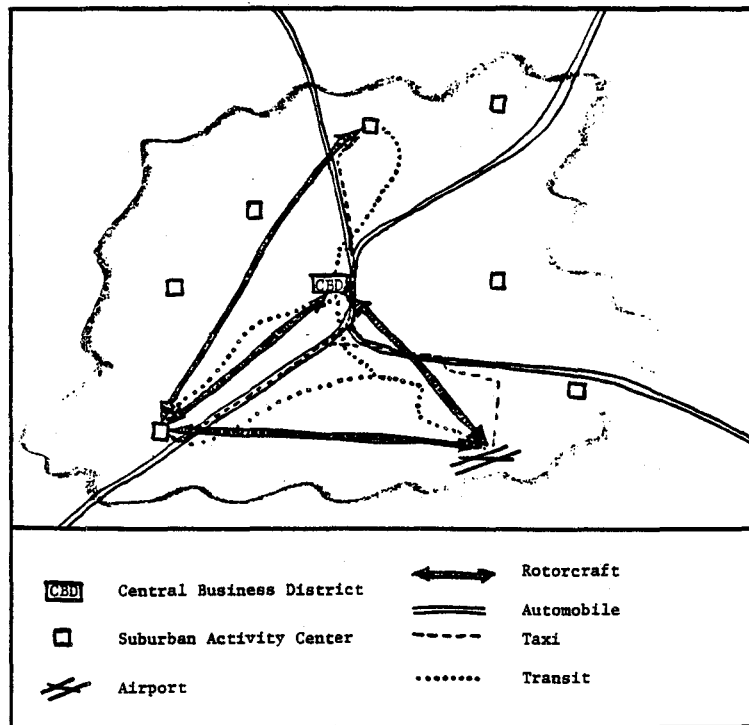 CBD
CBD Central Business District
Suburban Activity Center
Airport
Rotorcraft
Automobile
Taxi
Transit